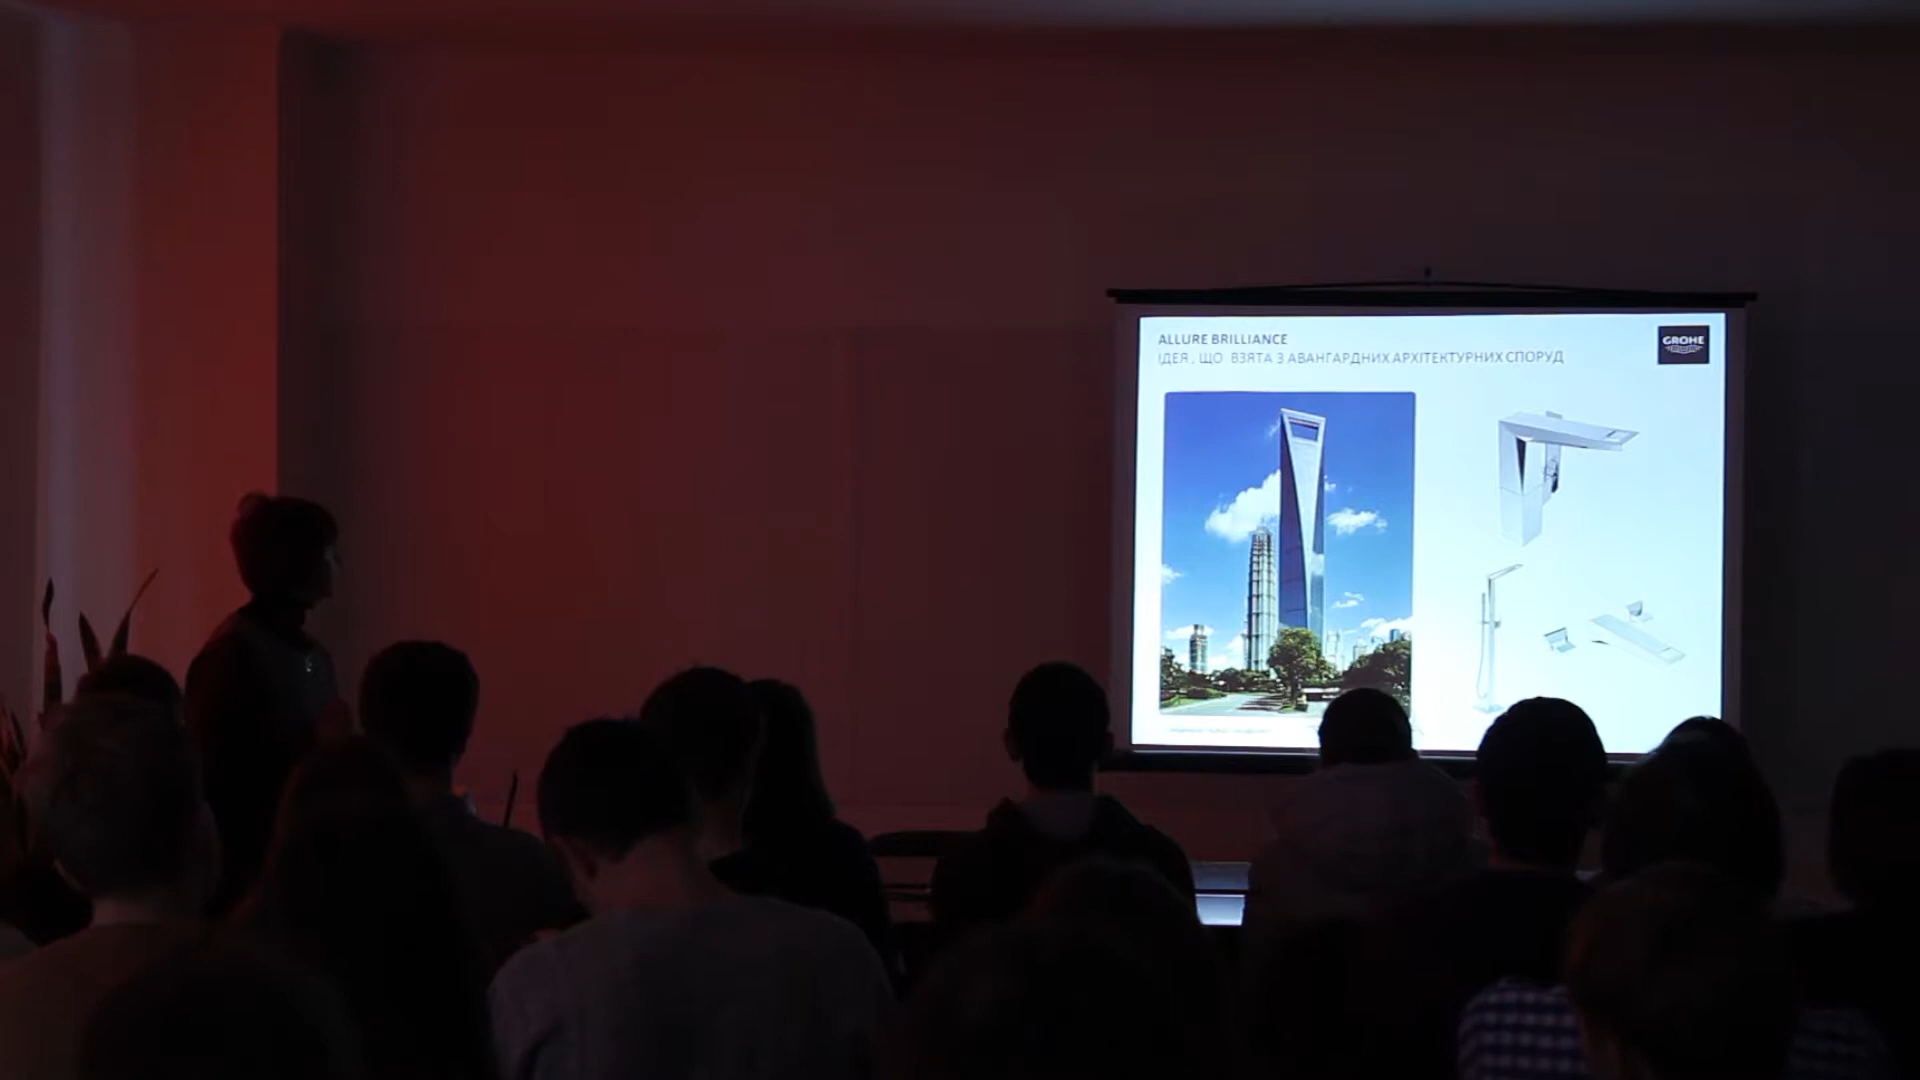 ALLURE BRILLIANCE
ІДЕЯ , ЩО ВЗЯТА З АВАНГАРДНИХ АРХІТЕКТУРНИХ СПОРУД
GROHE